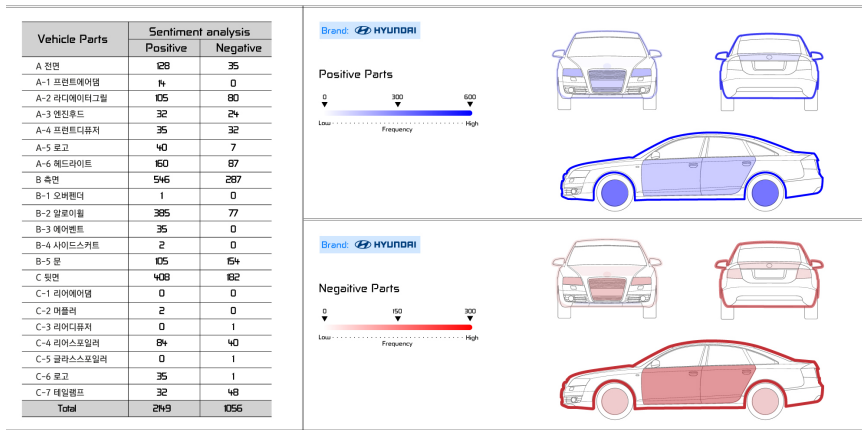 Vehicle Parts Sentiment analysis
Positive Negative
A 전면 128 35
A-1 프런트에어댐 14 0
A-2 라디에이터그릴 105 80
A-3 엔진후드 32 24
A-4 프런트디퓨저 35 32
A-5 로고 40 7
A-6 헤드라이트 160 87
B 측면 546 287
B-1 오버펜더 1 0
B-2 알로이휠 385 77
B-3 에어벤트 35 0
B-4 사이드스커트 2 0
B-5 문 105 154
C 뒷면 408 182
C-1 리어에어댐 0 0
C-2 머플러 2 0
C-3 리어디퓨저 0 1
C-4 리어스포일러 84 40
C-5 글라스스포일러 0 1
C-6 로고 35 1
C-7 테일램프 32 48
Total 2149 1056
Brand: HYUNDAI
Positive Parts
0 300 600
Low Frequency High
Brand: HYUNDAI
Negaitive Parts
0 150 300
Low Frequency High